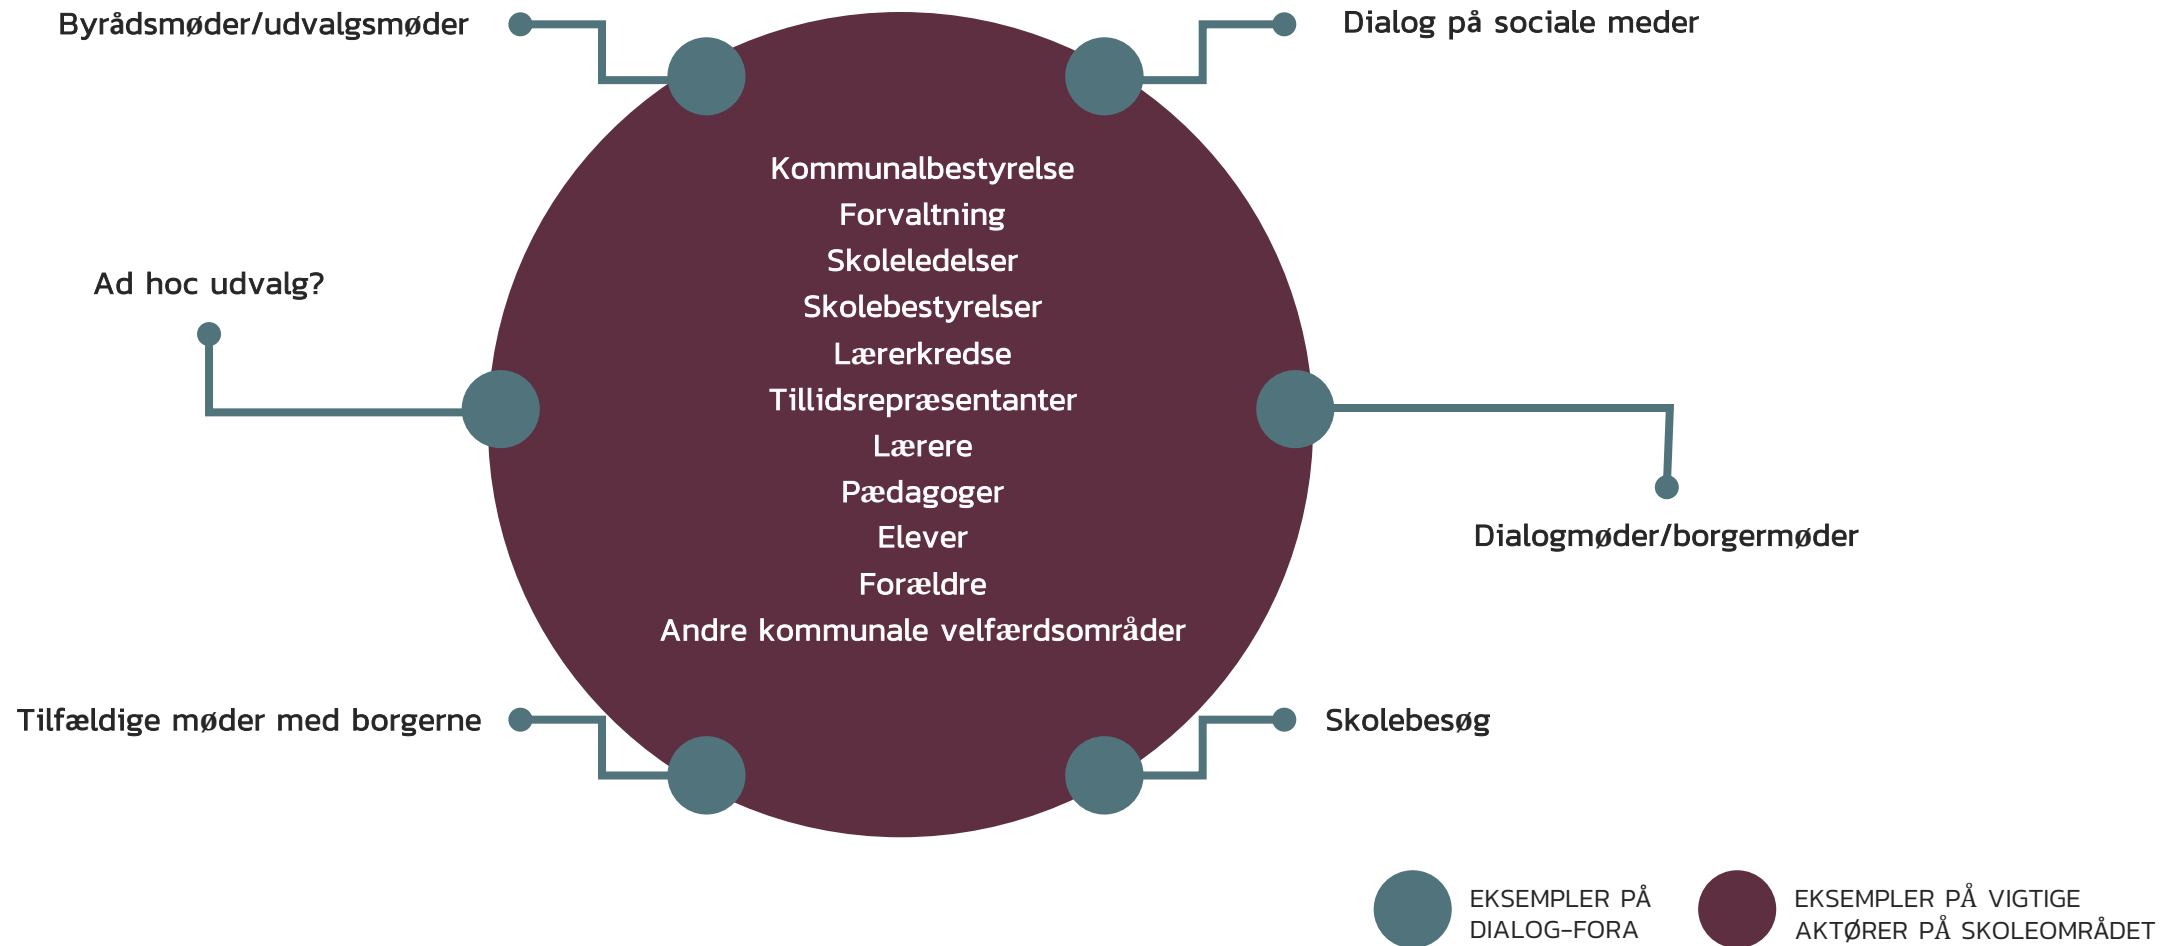 Byrådsmøder/udvalgsmøder
Dialog på sociale meder
Kommunalbestyrelse
Forvaltning
Skoleledelser
Skolebestyrelser
Lærerkredse
Tillidsrepræsentanter
Lærere
Pædagoger
Elever
Forældre
Andre kommunale velfærdsområder
Ad hoc udvalg?
Dialogmøder/borgermøder
Tilfældige møder med borgerne
Skolebesøg
EKSEMPLER PÅ
DIALOG-FORA
EKSEMPLER PÅ VIGTIGE
AKTØRER PÅ SKOLEOMRÅDET